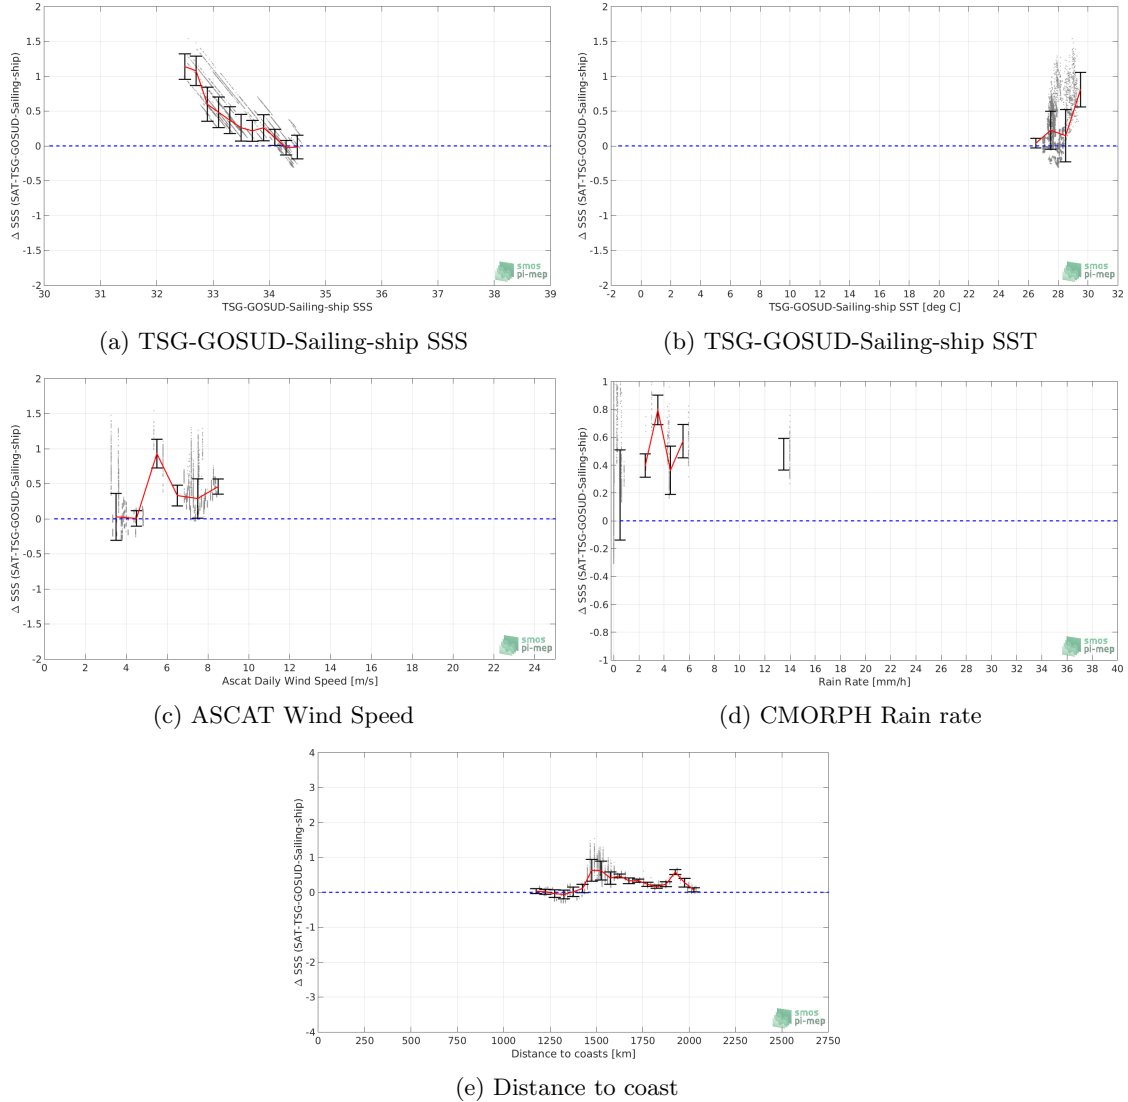 2
1.5
1
0.5
0
-0.5
-1
-1.5
-2
Δ SSS (SAT-TSG-GOSUD-Sailing-ship)
30 31 32 33 34 35 36 37 38 39
TSG-GOSUD-Sailing-ship SSS
smos
pi-mep
(a) TSG-GOSUD-Sailing-ship SSS
2
1.5
1
0.5
0
-0.5
-1
-1.5
-2
Δ SSS (SAT-TSG-GOSUD-Sailing-ship)
-2 0 2 4 6 8 10 12 14 16 18 20 22 24 26 28 30 32
TSG-GOSUD-Sailing-ship SST [deg C]
smos
pi-mep
(b) TSG-GOSUD-Sailing-ship SST
2
1.5
1
0.5
0
-0.5
-1
-1.5
-2
Δ SSS (SAT-TSG-GOSUD-Sailing-ship)
0 2 4 6 8 10 12 14 16 18 20 22 24
Ascat Daily Wind Speed [m/s]
smos
pi-mep
(c) ASCAT Wind Speed
1
0.8
0.6
0.4
0.2
0
-0.2
-0.4
-0.6
-0.8
-1
Δ SSS (SAT-TSG-GOSUD-Sailing-ship)
0 2 4 6 8 10 12 14 16 18 20 22 24 26 28 30 32 34 36 38 40
Rain Rate [mm/h]
smos
pi-mep
(d) CMORPH Rain rate
4
3
2
1
0
-1
-2
-3
-4
Δ SSS (SAT-TSG-GOSUD-Sailing-ship)
0 250 500 750 1000 1250 1500 1750 2000 2250 2500 2750
Distance to coasts [km]
smos
pi-mep
(e) Distance to coast